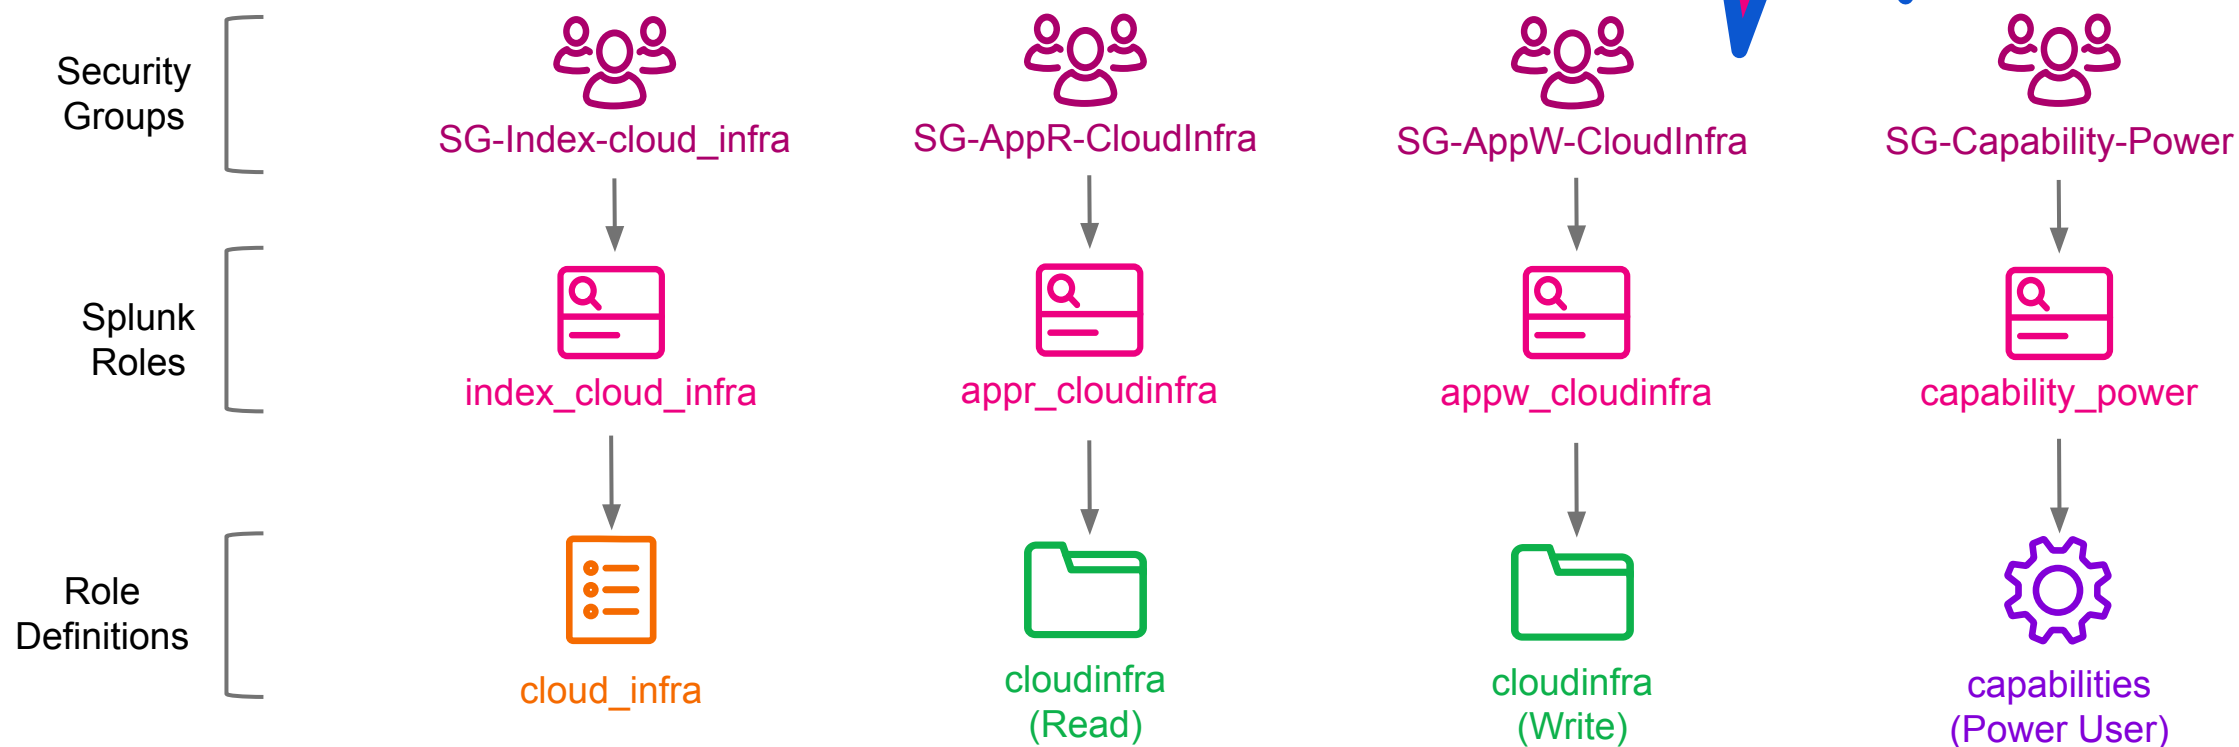 Security
Groups
SG-Index-cloud_infra
SG-AppR-CloudInfra
SG-AppW-CloudInfra
SG-Capability-Power
Splunk
Roles
index_cloud_infra
appr_cloudinfra
appw_cloudinfra
capability_power
Role
Definitions
cloud_infra
cloudinfra
(Read)
cloudinfra
(Write)
capabilities
(Power User)